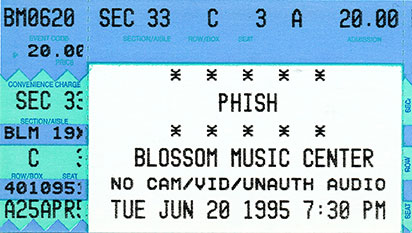 BM0620 SEC 33 C 3 A 20.00
EVENT CODE SECTION/AISLE ROW/BOX SEAT ADMISSION
20.00
PRICE
CONVENIENCE CHARGE
SEC 33
SECTION/AISLE
BLM 19X
C 3
ROW/BOX SEAT
4010951
A25APR5
* * * * *
PHISH
* * * * *
BLOSSOM MUSIC CENTER
NO CAM/VID/UNAUTH AUDIO
TUE JUN 20 1995 7:30 PM